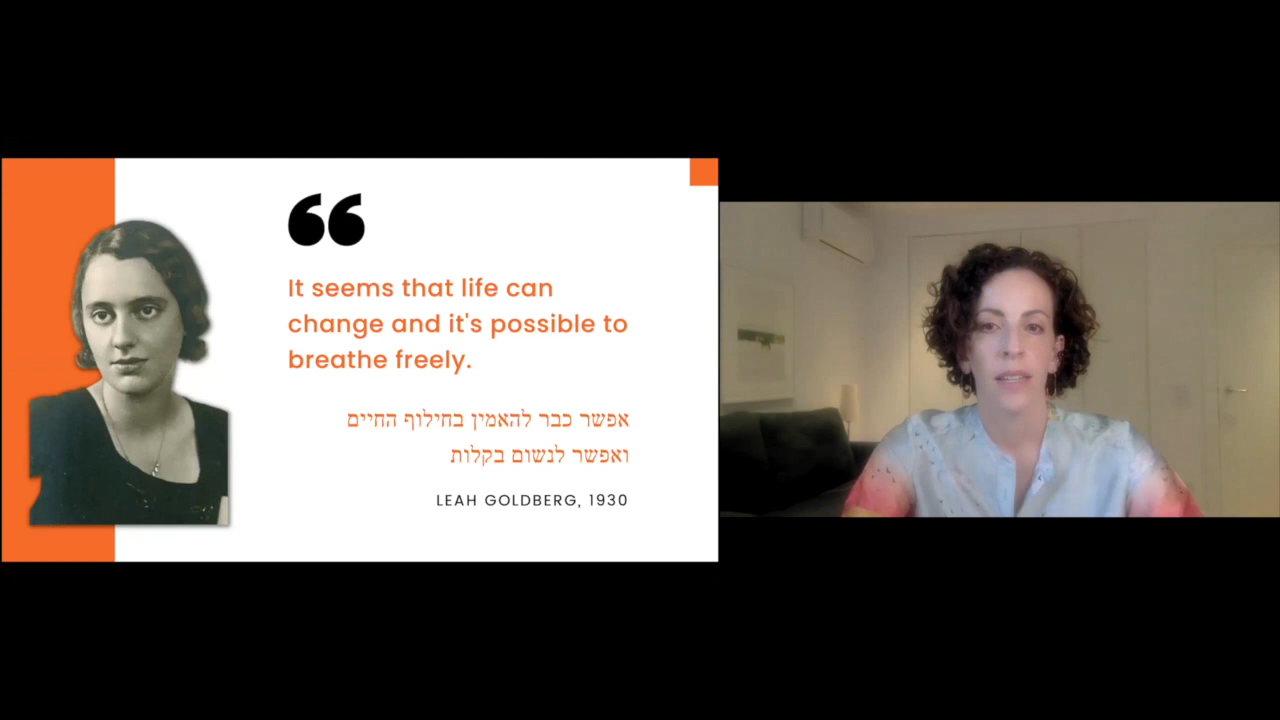 It seems that life can
change and it's possible to
breathe freely.
אפשר כבר להאמין בחילוף החיים
ואפשר לנשום בקלות
LEAH GOLDBERG, 1930